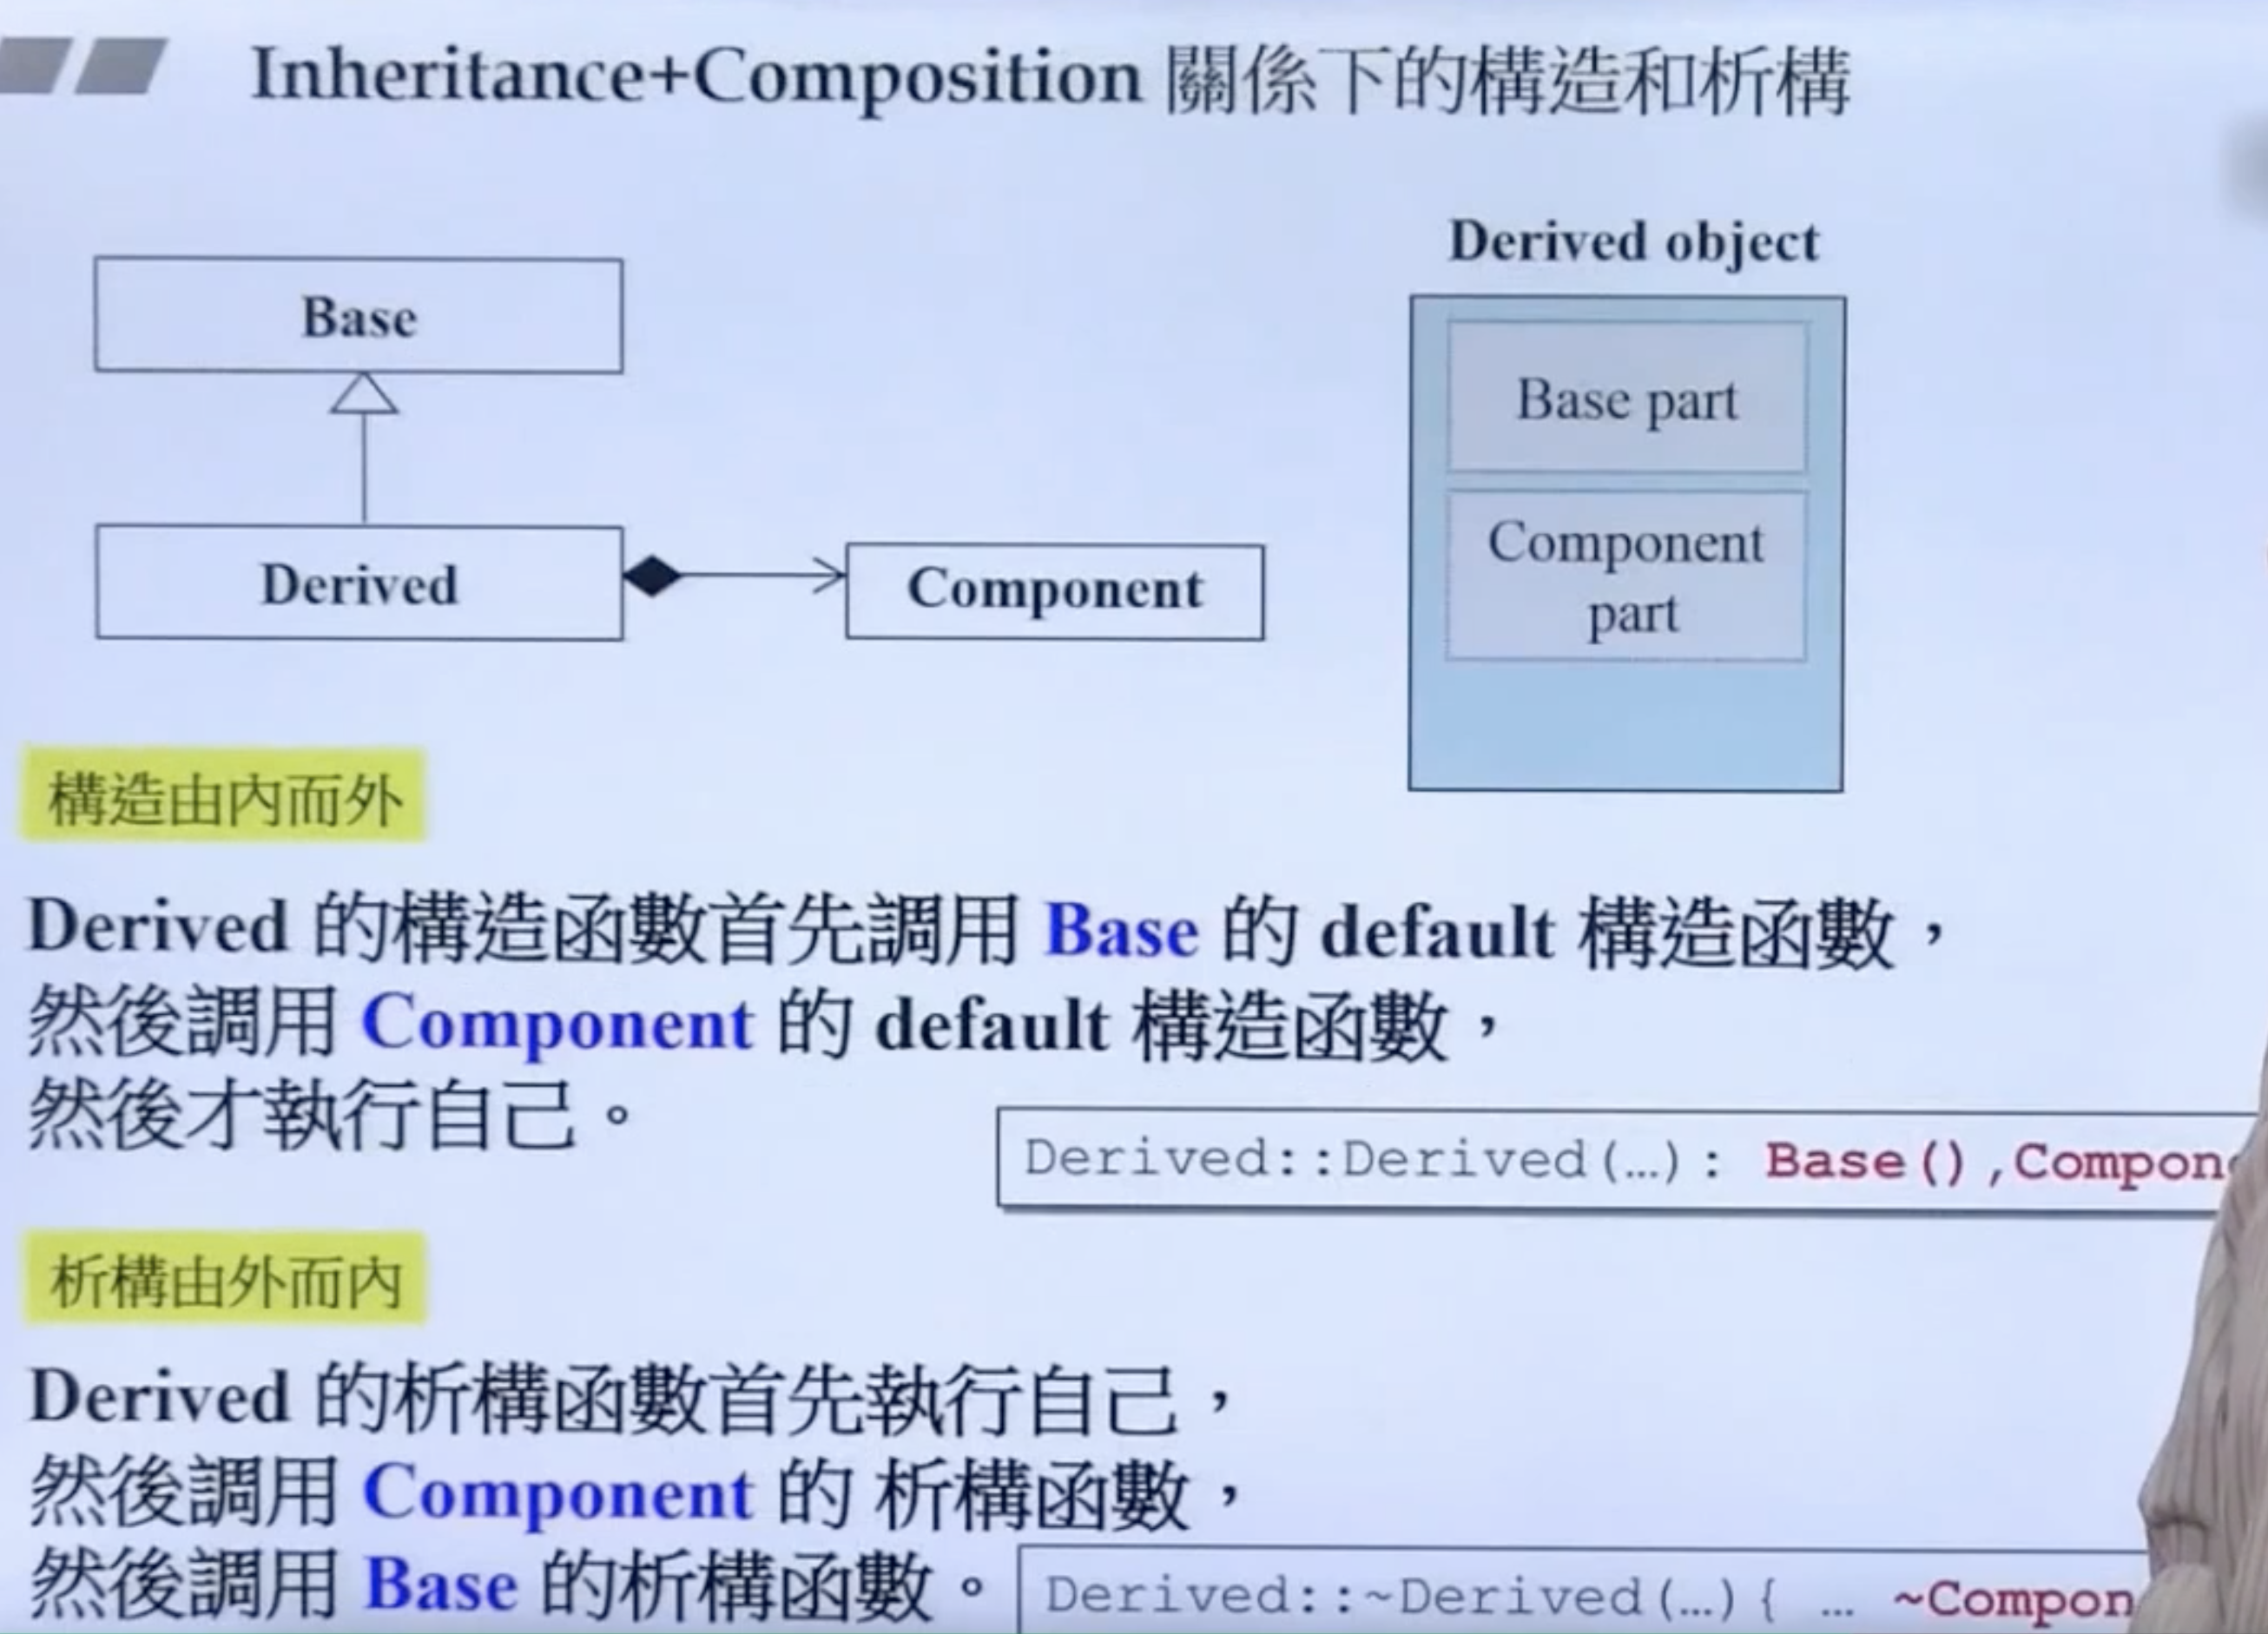 Inheritance+Composition 關係下的構造和析構
Derived object
Base
Base part
Derived
Component
Component
part
構造由內而外
Derived 的構造函數首先調用 Base 的 default 構造函數，
然後調用 Component 的 default 構造函數，
然後才執行自己。
Derived::Derived(…): Base(),Compon
析構由外而內
Derived 的析構函數首先執行自己，
然後調用 Component 的 析構函數，
然後調用 Base 的析構函數。
Derived::~Derived(…){ … ~Compon